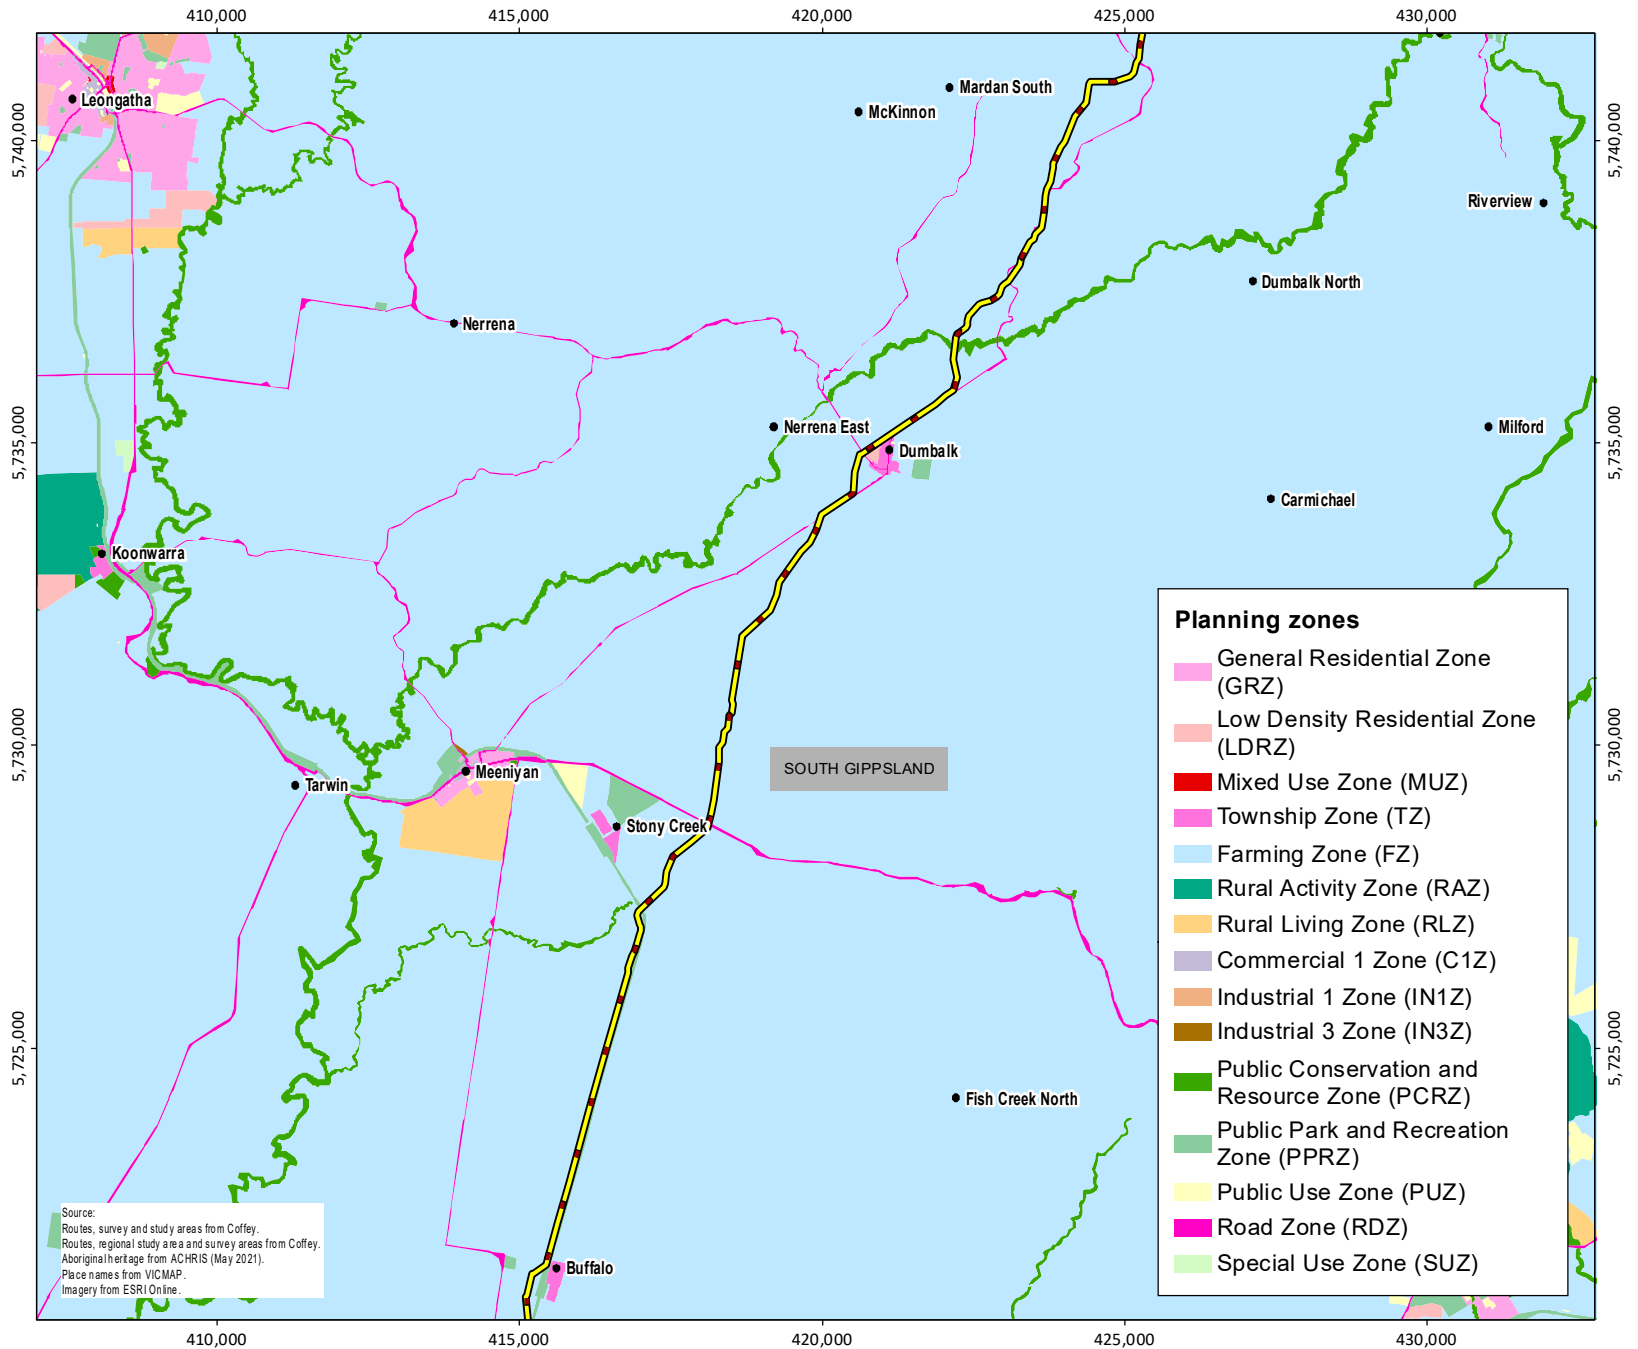 410,000
415,000
420,000
425,000
430,000
5,740,000
5,740,000
Mardan South
Leongatha
McKinnon
Riverview
Dumbalk North
Nerrena
5,735,000
5,735,000
Nerrena East
Milford
Dumbalk
Carmichael
Koonwarra
5,730,000
5,730,000
Meeniyan
SOUTH GIPPSLAND
Tarwin
Stony Creek
5,725,000
5,725,000
Fish Creek North
Buffalo
Planning zones
General Residential Zone
(GRZ)
Low Density Residential Zone
(LDRZ)
Mixed Use Zone (MUZ)
Township Zone (TZ)
Farming Zone (FZ)
Rural Activity Zone (RAZ)
Rural Living Zone (RLZ)
Commercial 1 Zone (C1Z)
Industrial 1 Zone (IN1Z)
Industrial 3 Zone (IN3Z)
Public Conservation and
Resource Zone (PCRZ)
Public Park and Recreation
Zone (PPRZ)
Public Use Zone (PUZ)
Road Zone (RDZ)
Special Use Zone (SUZ)
Source:
Routes, survey and study areas from Coffey.
Routes, regional study area and survey areas from Coffey.
Aboriginal heritage from ACHRIS (May 2021).
Place names from VICMAP.
Imagery from ESRI Online.
410,000
415,000
420,000
425,000
430,000